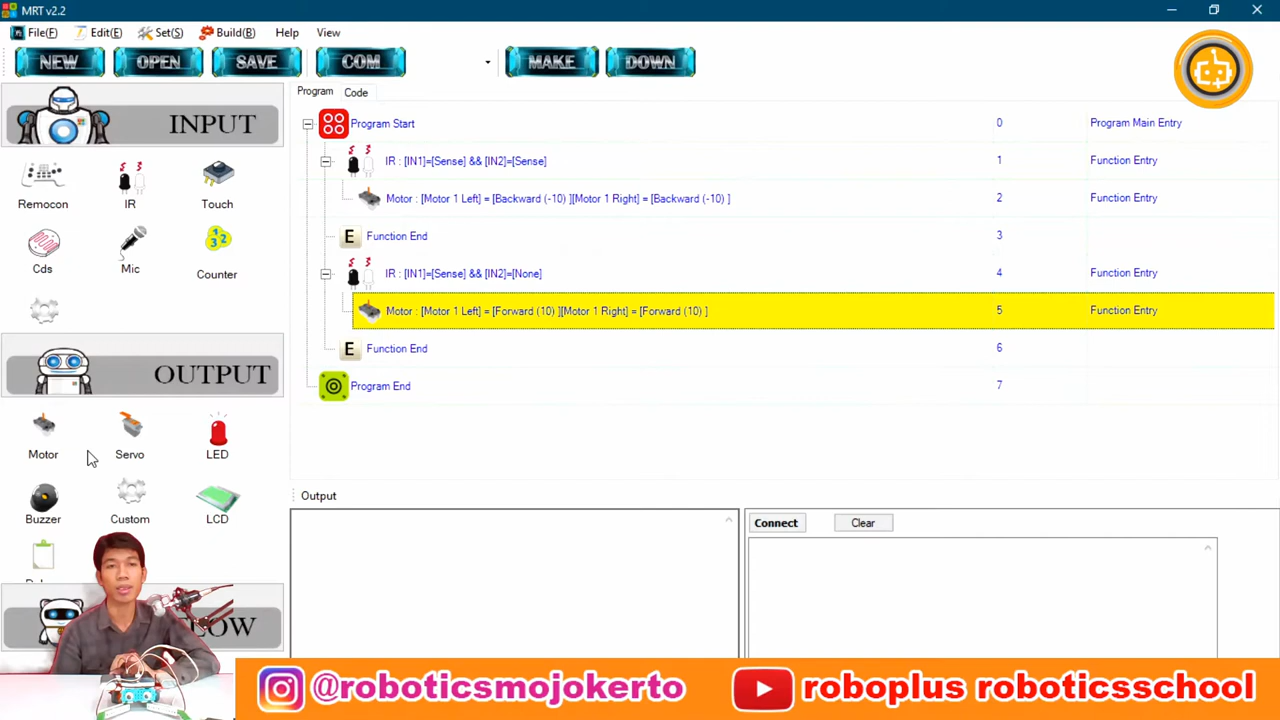 MRT v2.2
File(F) Edit(E) Set(S) Build(B) Help View
NEW OPEN SAVE COM MAKE DOWN
INPUT
Remocon IR Touch
Cds Mic Counter
OUTPUT
Motor Servo LED
Buzzer Custom LCD
Program Code
Program Start 0 Program Main Entry
IR : [IN1]=[Sense] && [IN2]=[Sense] 1 Function Entry
Motor : [Motor 1 Left] = [Backward (-10) ][Motor 1 Right] = [Backward (-10) ] 2 Function Entry
E Function End 3
IR : [IN1]=[Sense] && [IN2]=[None] 4 Function Entry
Motor : [Motor 1 Left] = [Forward (10) ][Motor 1 Right] = [Forward (10) ] 5 Function Entry
E Function End 6
Program End 7
Output
Connect Clear
@roboticsmojokerto
roboplus roboticsschool